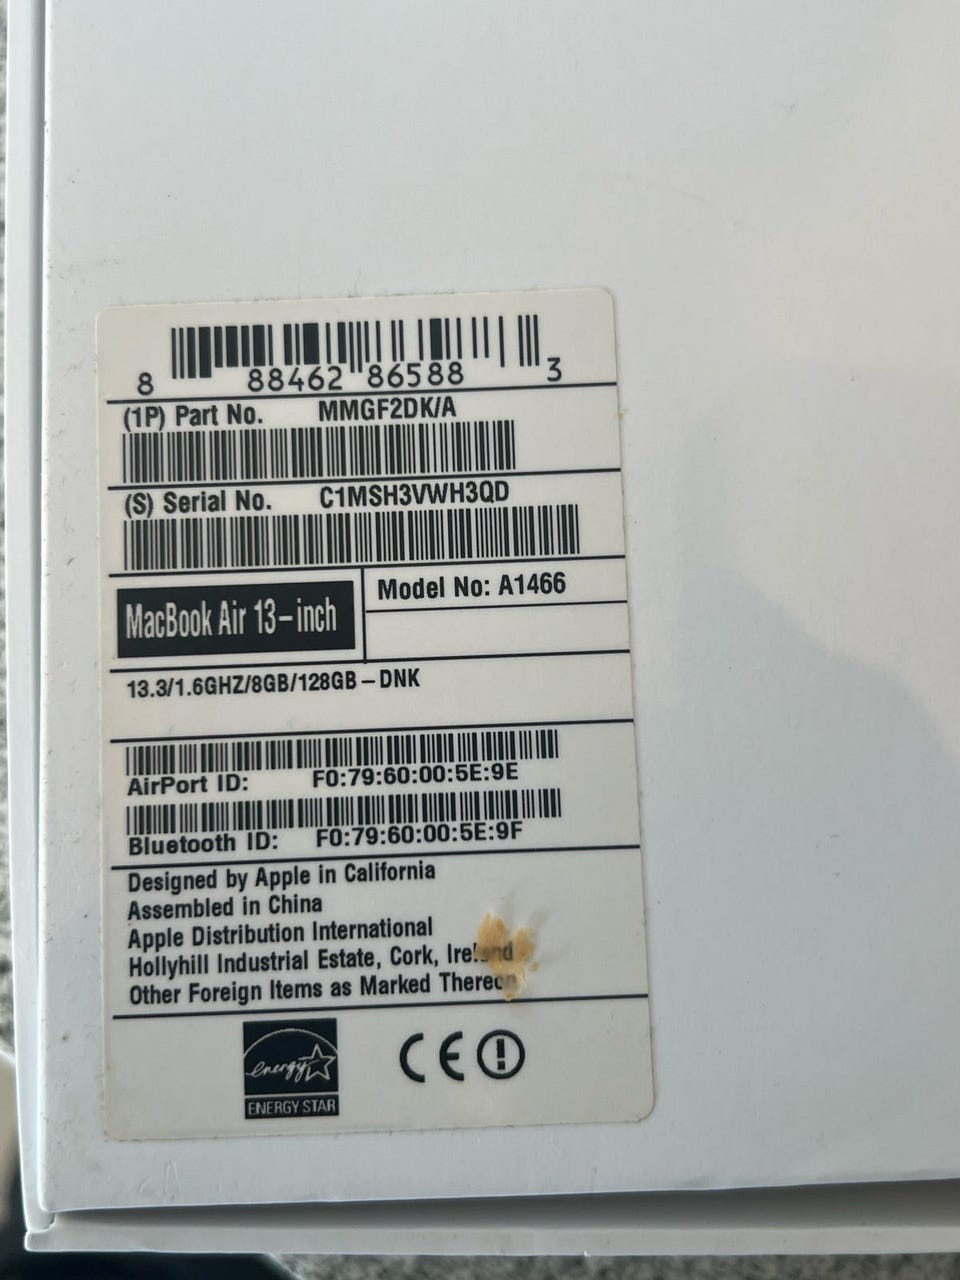 8 88462 86588 3
(1P) Part No. MMGF2DK/A
(S) Serial No. C1MSH3VWH3QD
MacBook Air 13-inch
Model No: A1466
13.3/1.6GHZ/8GB/128GB – DNK
AirPort ID: F0:79:60:00:5E:9E
Bluetooth ID: F0:79:60:00:5E:9F
Designed by Apple in California
Assembled in China
Apple Distribution International
Hollyhill Industrial Estate, Cork, Ireland
Other Foreign Items as Marked Thereon
energy
ENERGY STAR
CE